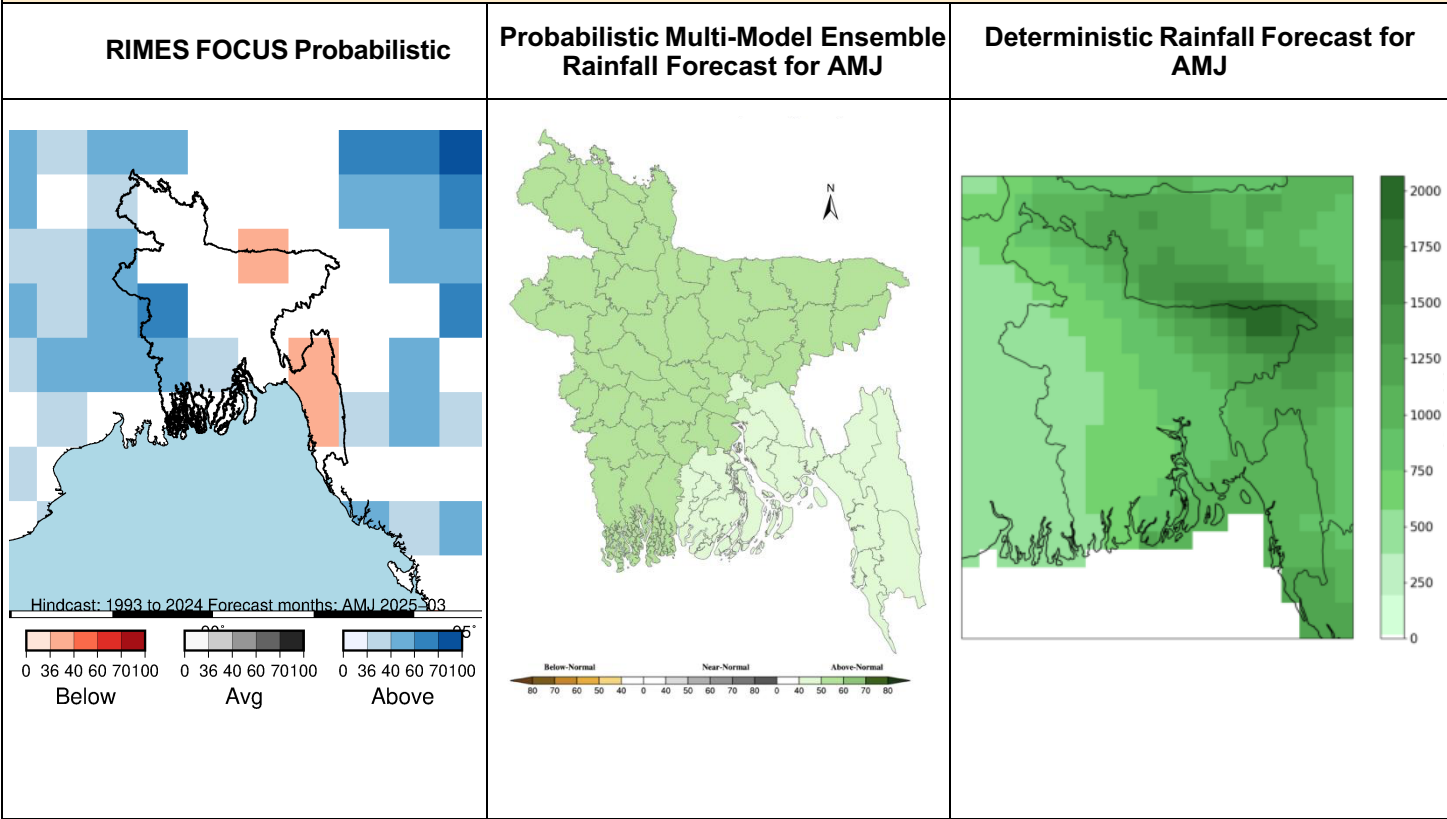 RIMES FOCUS Probabilistic
Probabilistic Multi-Model Ensemble
Rainfall Forecast for AMJ
Deterministic Rainfall Forecast for
AMJ
Hindcast: 1993 to 2024 Forecast months: AMJ 2025-03
0 36 40 60 70100
Below
0 36 40 60 70100
Avg
0 36 40 60 70100
Above
N
Below-Normal Near-Normal Above-Normal
80 70 60 50 40 0 40 50 60 70 80 0 40 50 60 70 80
2000
1750
1500
1250
1000
750
500
250
0